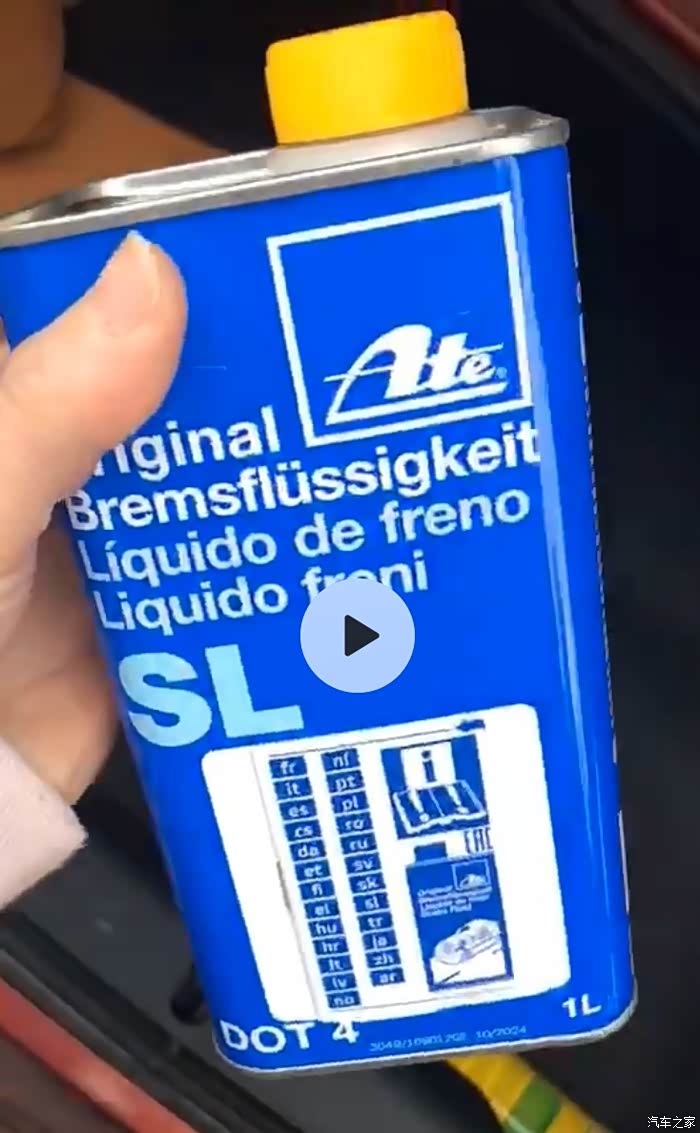 Ate
Original
Bremsflüssigkeit
Líquido de freno
Liquido freni
SL
fr nl
it pt
es pl
cs ro
da ru
et sv
fi sk
el sl
hu tr
hr ja
lt zh
lv ar
no
i
EAC
DOT 4
10/2024
1L
汽车之家